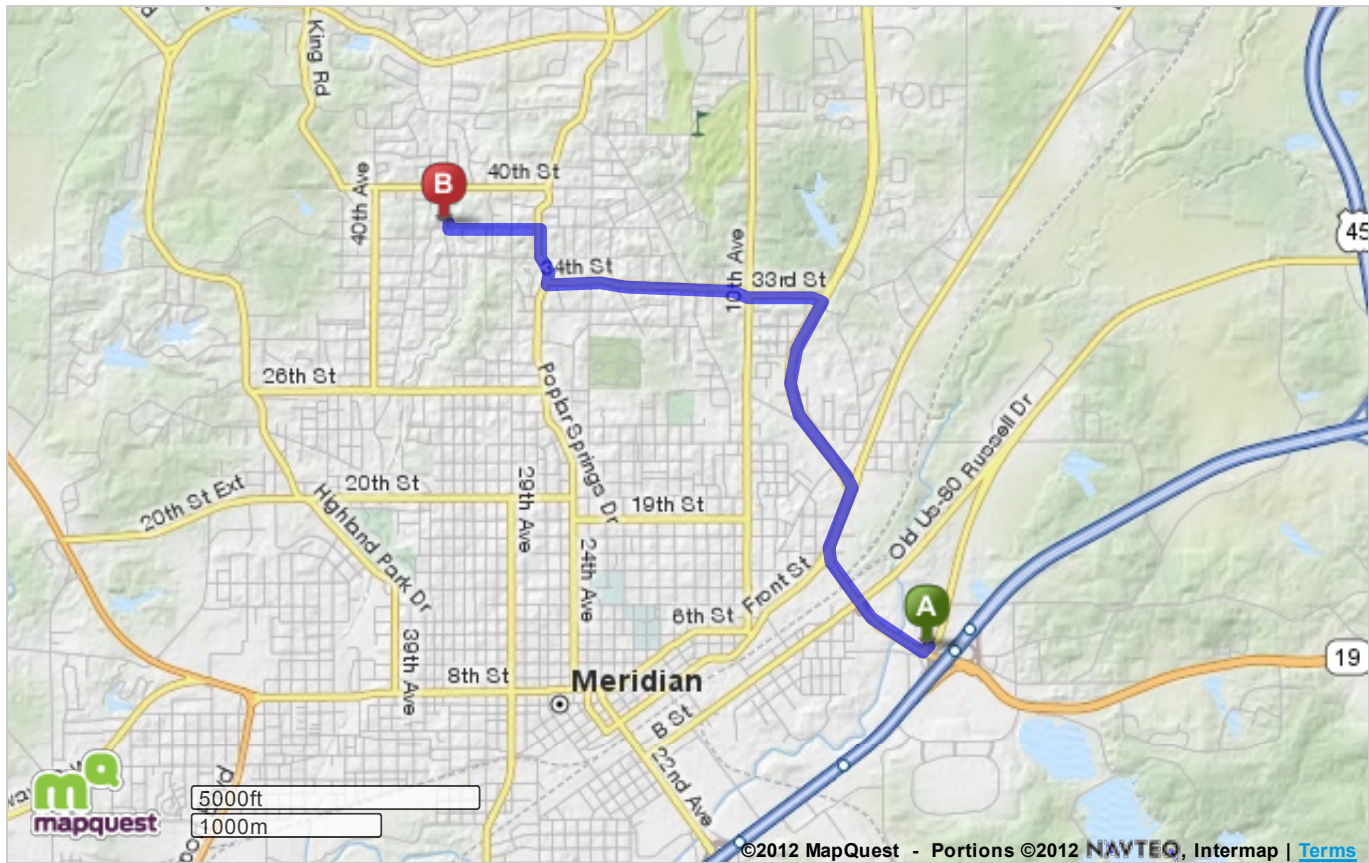 King Rd
40th St
B
40th Ave
45
34th St
10th Ave
33rd St
26th St
Poplar Springs Dr
Old Us-80 Russell Dr
20th St
29th Ave
20th St Ext
19th St
Highland Park Dr
24th Ave
Front St
A
6th St
39th Ave
8th St
Meridian
19
B St
22nd Ave
mq
mapquest
5000ft
1000m
©2012 MapQuest - Portions ©2012 NAVTEQ, Intermap | Terms